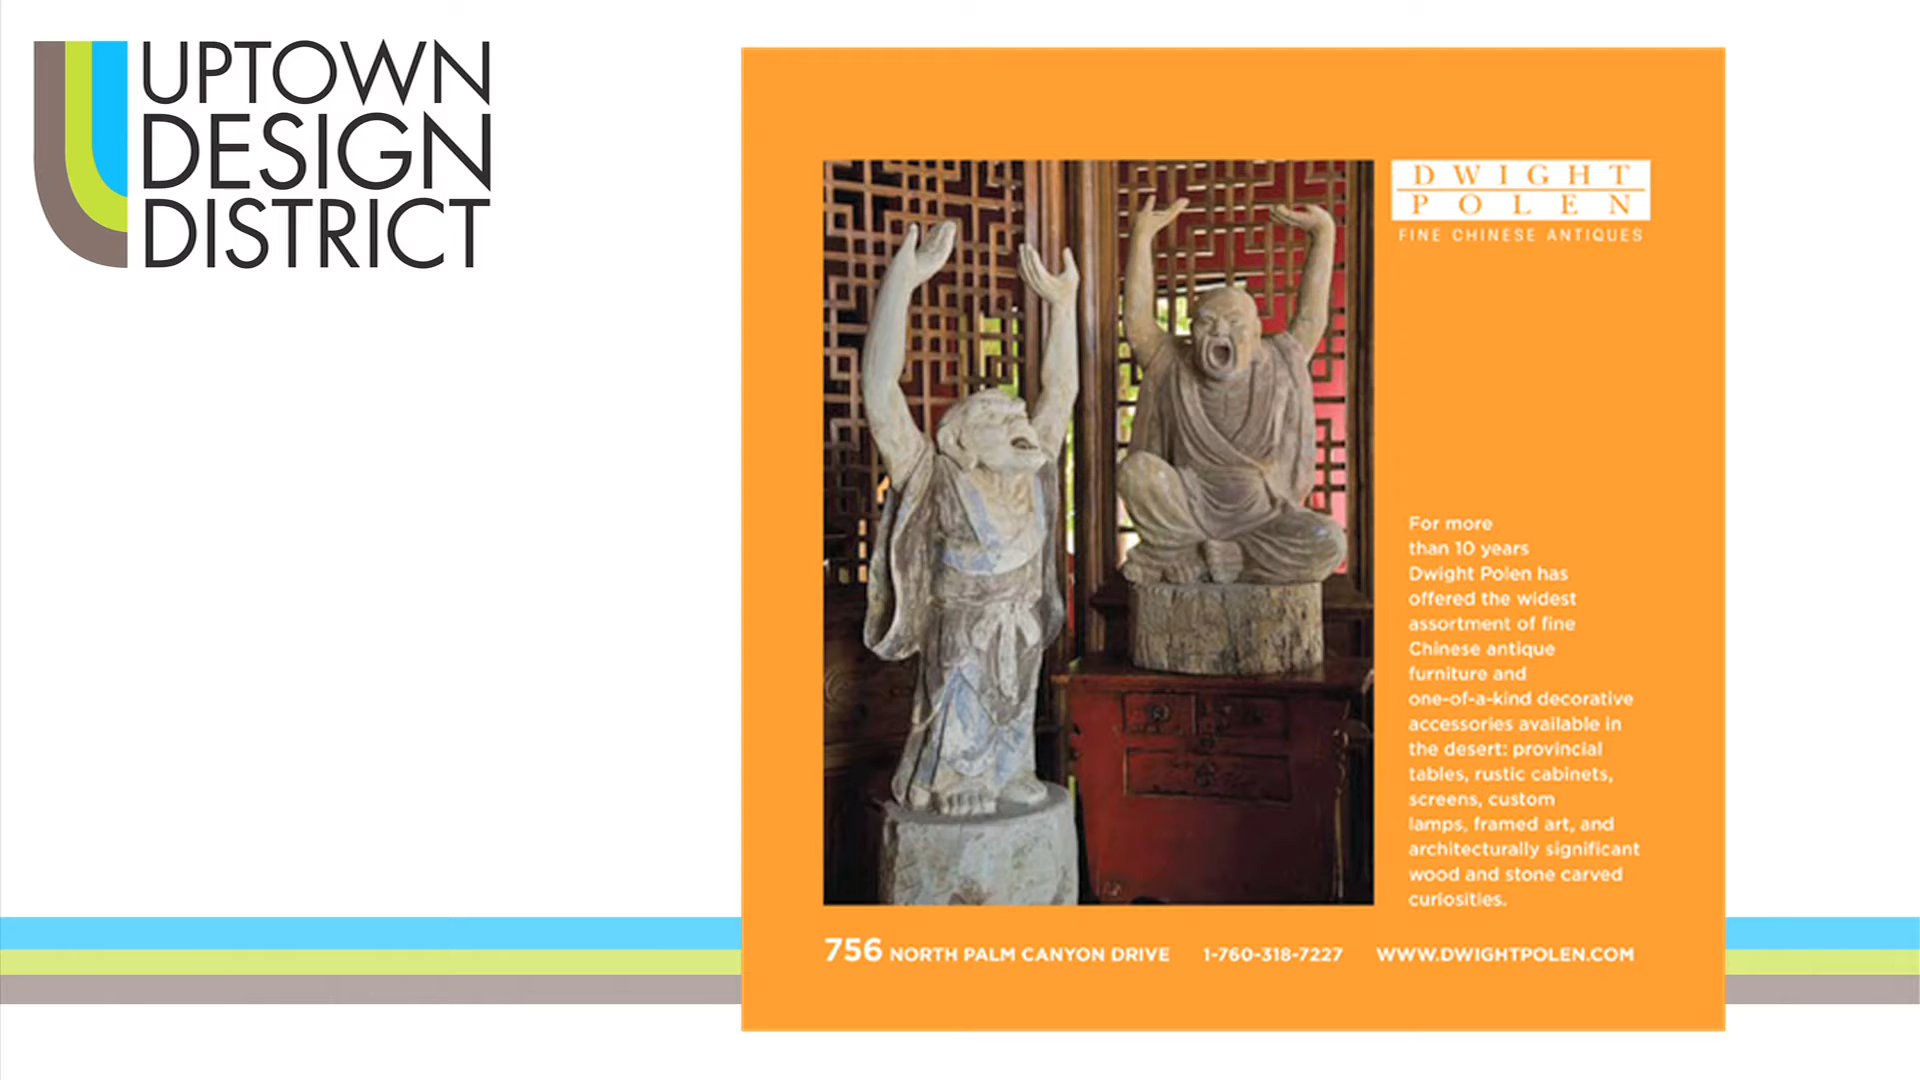 UPTOWN
DESIGN
DISTRICT
DWIGHT
POLEN
FINE CHINESE ANTIQUES
For more
than 10 years
Dwight Polen has
offered the widest
assortment of fine
Chinese antique
furniture and
one-of-a-kind decorative
accessories available in
the desert: provincial
tables, rustic cabinets,
screens, custom
lamps, framed art, and
architecturally significant
wood and stone carved
curiosities.
756 NORTH PALM CANYON DRIVE 1-760-318-7227 WWW.DWIGHTPOLEN.COM